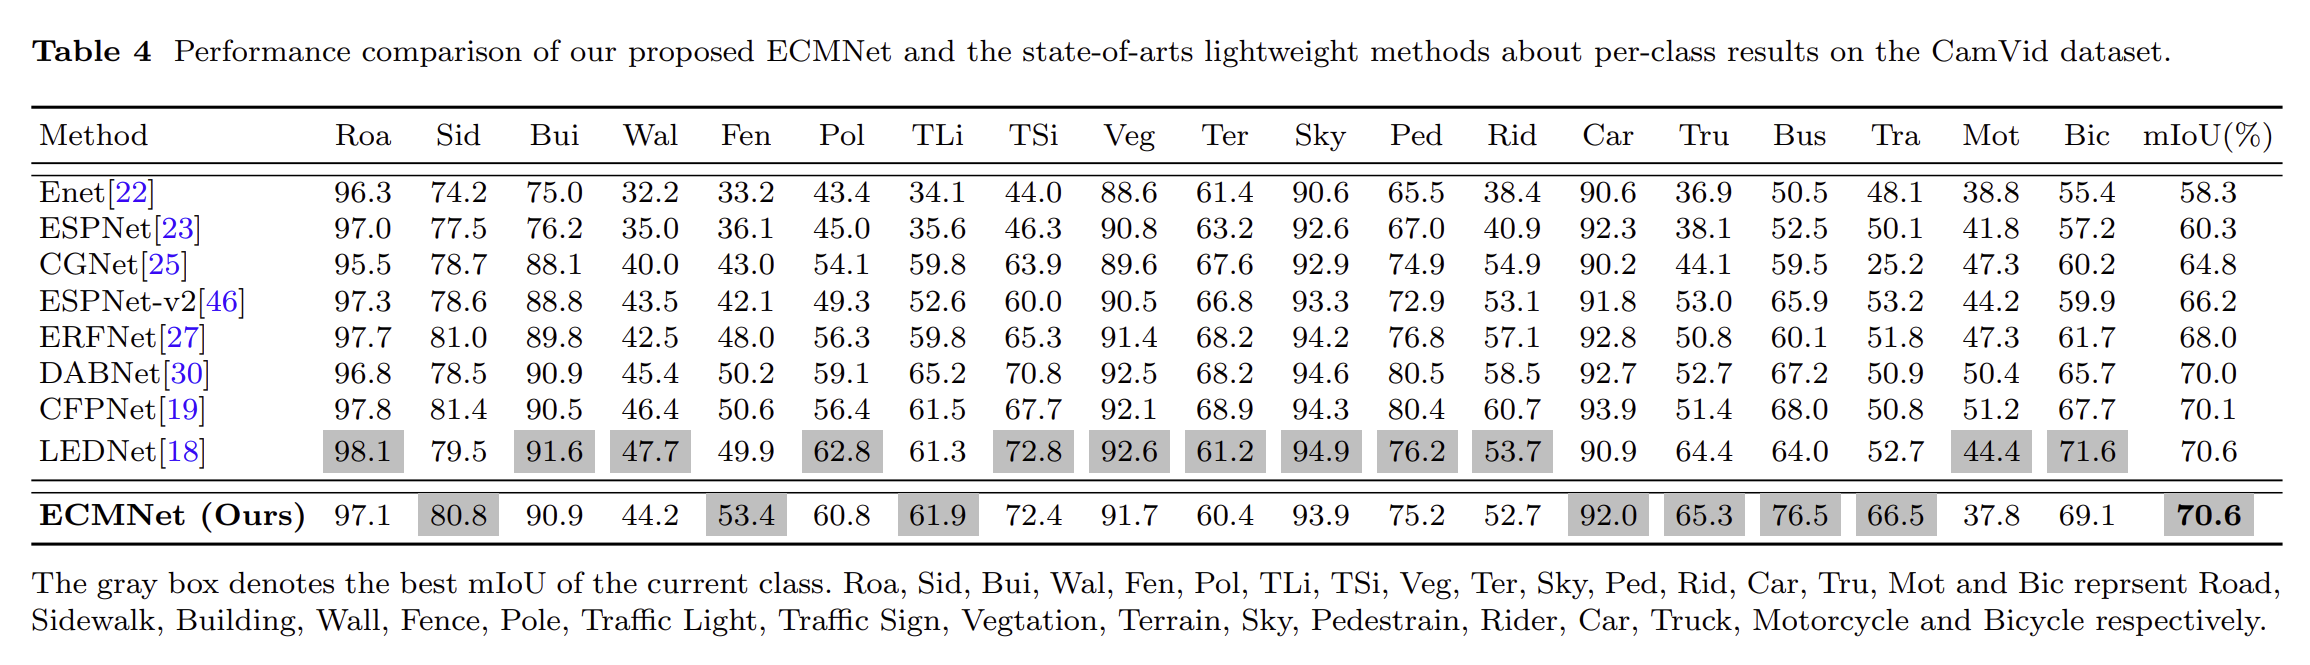 Table 4 Performance comparison of our proposed ECMNet and the state-of-arts lightweight methods about per-class results on the CamVid dataset.
Method Roa Sid Bui Wal Fen Pol TLi TSi Veg Ter Sky Ped Rid Car Tru Bus Tra Mot Bic mIoU(%)
Enet[22] 96.3 74.2 75.0 32.2 33.2 43.4 34.1 44.0 88.6 61.4 90.6 65.5 38.4 90.6 36.9 50.5 48.1 38.8 55.4 58.3
ESPNet[23] 97.0 77.5 76.2 35.0 36.1 45.0 35.6 46.3 90.8 63.2 92.6 67.0 40.9 92.3 38.1 52.5 50.1 41.8 57.2 60.3
CGNet[25] 95.5 78.7 88.1 40.0 43.0 54.1 59.8 63.9 89.6 67.6 92.9 74.9 54.9 90.2 44.1 59.5 25.2 47.3 60.2 64.8
ESPNet-v2[46] 97.3 78.6 88.8 43.5 42.1 49.3 52.6 60.0 90.5 66.8 93.3 72.9 53.1 91.8 53.0 65.9 53.2 44.2 59.9 66.2
ERFNet[27] 97.7 81.0 89.8 42.5 48.0 56.3 59.8 65.3 91.4 68.2 94.2 76.8 57.1 92.8 50.8 60.1 51.8 47.3 61.7 68.0
DABNet[30] 96.8 78.5 90.9 45.4 50.2 59.1 65.2 70.8 92.5 68.2 94.6 80.5 58.5 92.7 52.7 67.2 50.9 50.4 65.7 70.0
CFPNet[19] 97.8 81.4 90.5 46.4 50.6 56.4 61.5 67.7 92.1 68.9 94.3 80.4 60.7 93.9 51.4 68.0 50.8 51.2 67.7 70.1
LEDNet[18] 98.1 79.5 91.6 47.7 49.9 62.8 61.3 72.8 92.6 61.2 94.9 76.2 53.7 90.9 64.4 64.0 52.7 44.4 71.6 70.6
ECMNet (Ours) 97.1 80.8 90.9 44.2 53.4 60.8 61.9 72.4 91.7 60.4 93.9 75.2 52.7 92.0 65.3 76.5 66.5 37.8 69.1 70.6
The gray box denotes the best mIoU of the current class. Roa, Sid, Bui, Wal, Fen, Pol, TLi, TSi, Veg, Ter, Sky, Ped, Rid, Car, Tru, Mot and Bic reprsent Road,
Sidewalk, Building, Wall, Fence, Pole, Traffic Light, Traffic Sign, Vegtation, Terrain, Sky, Pedestrain, Rider, Car, Truck, Motorcycle and Bicycle respectively.